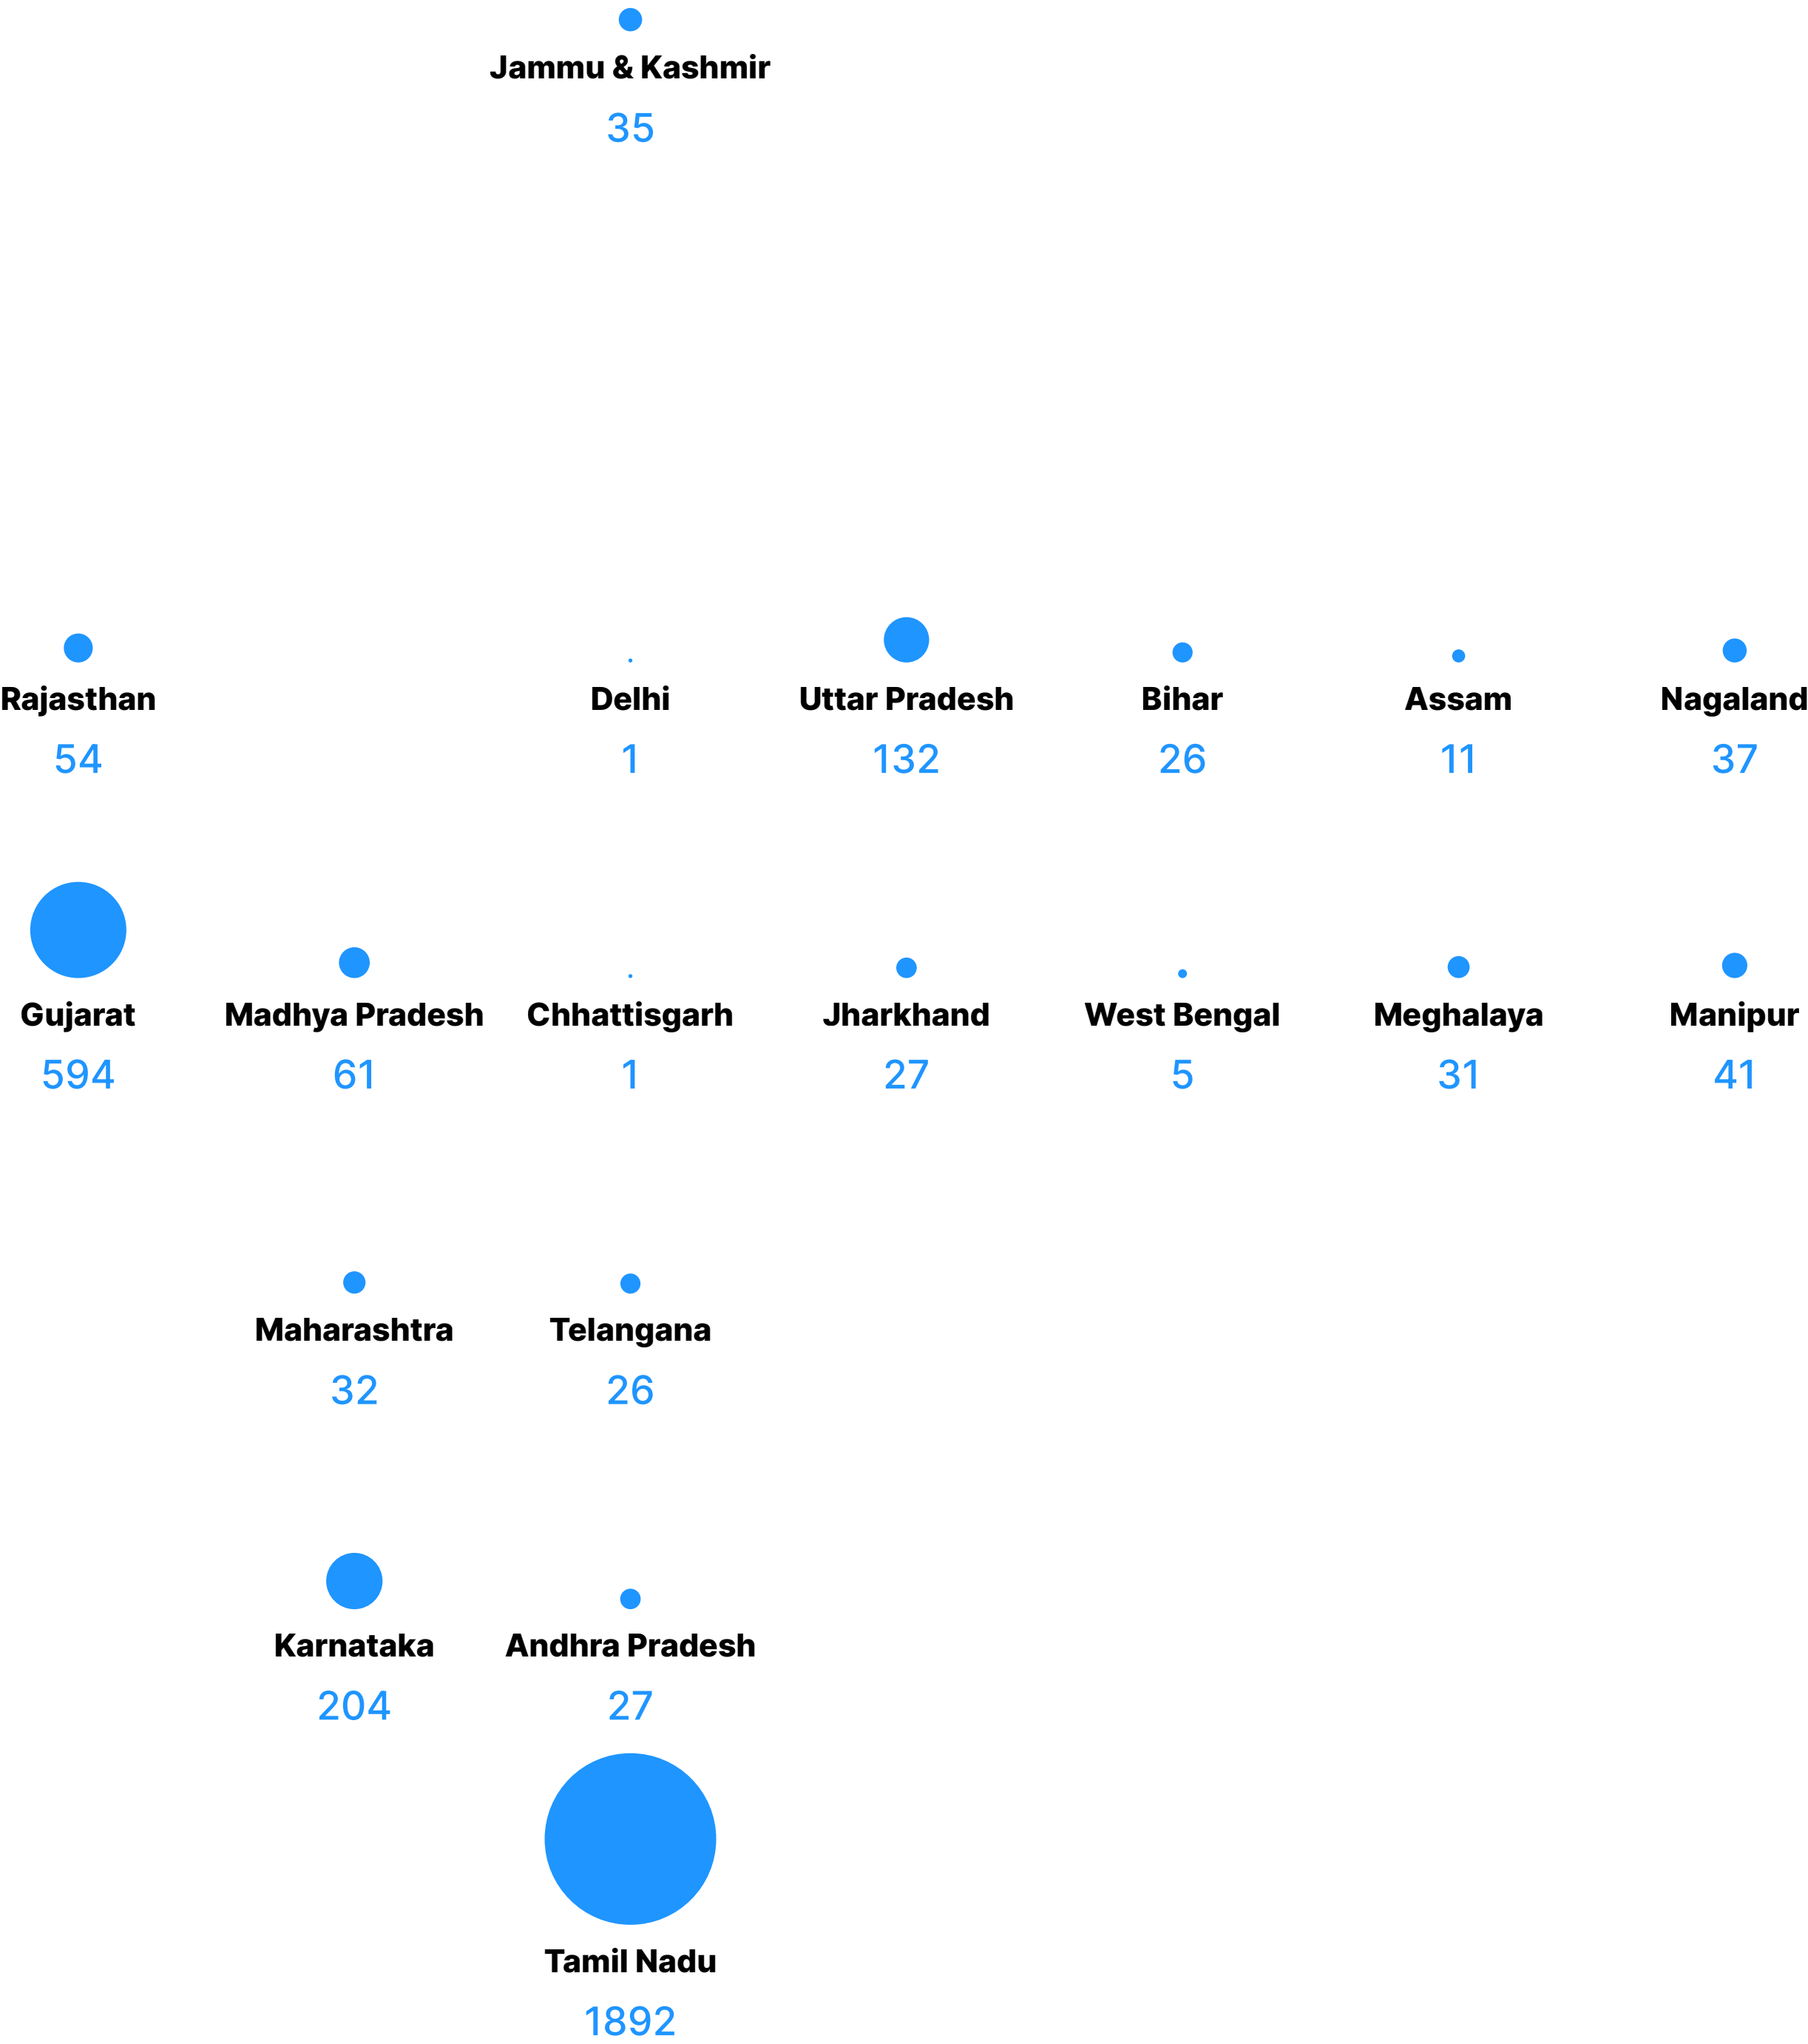 Jammu & Kashmir
35
Rajasthan
54
Delhi
1
Uttar Pradesh
132
Bihar
26
Assam
11
Nagaland
37
Gujarat
594
Madhya Pradesh
61
Chhattisgarh
1
Jharkhand
27
West Bengal
5
Meghalaya
31
Manipur
41
Maharashtra
32
Telangana
26
Karnataka
204
Andhra Pradesh
27
Tamil Nadu
1892